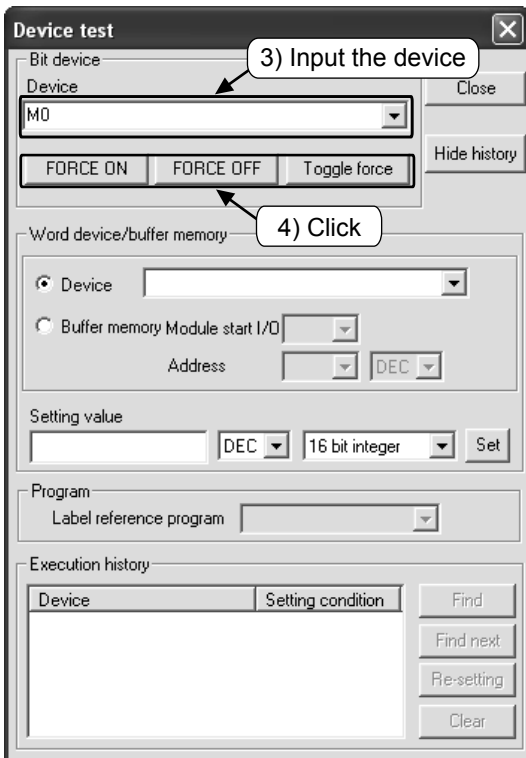 Device test
Bit device
3) Input the device
Device
Close
M0
Hide history
FORCE ON FORCE OFF Toggle force
4) Click
Word device/buffer memory
Device
Buffer memory Module start I/O
Address DEC
Setting value
DEC 16 bit integer Set
Program
Label reference program
Execution history
Device Setting condition Find
Find next
Re-setting
Clear